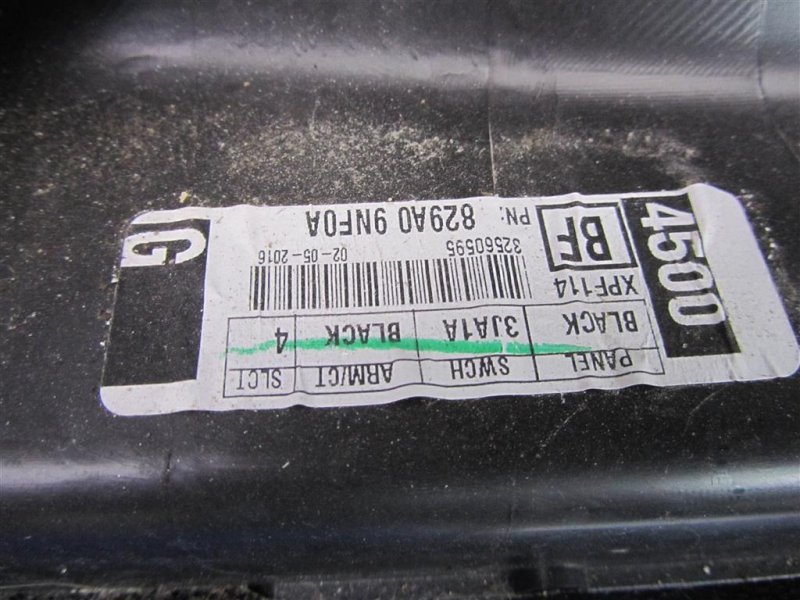 4500
G
BF
PN: 829A0 9NF0A
32560595 02-05-2016
XPF114
PANEL SWCH ARM/CT SLCT
BLACK 3JA1A BLACK 4